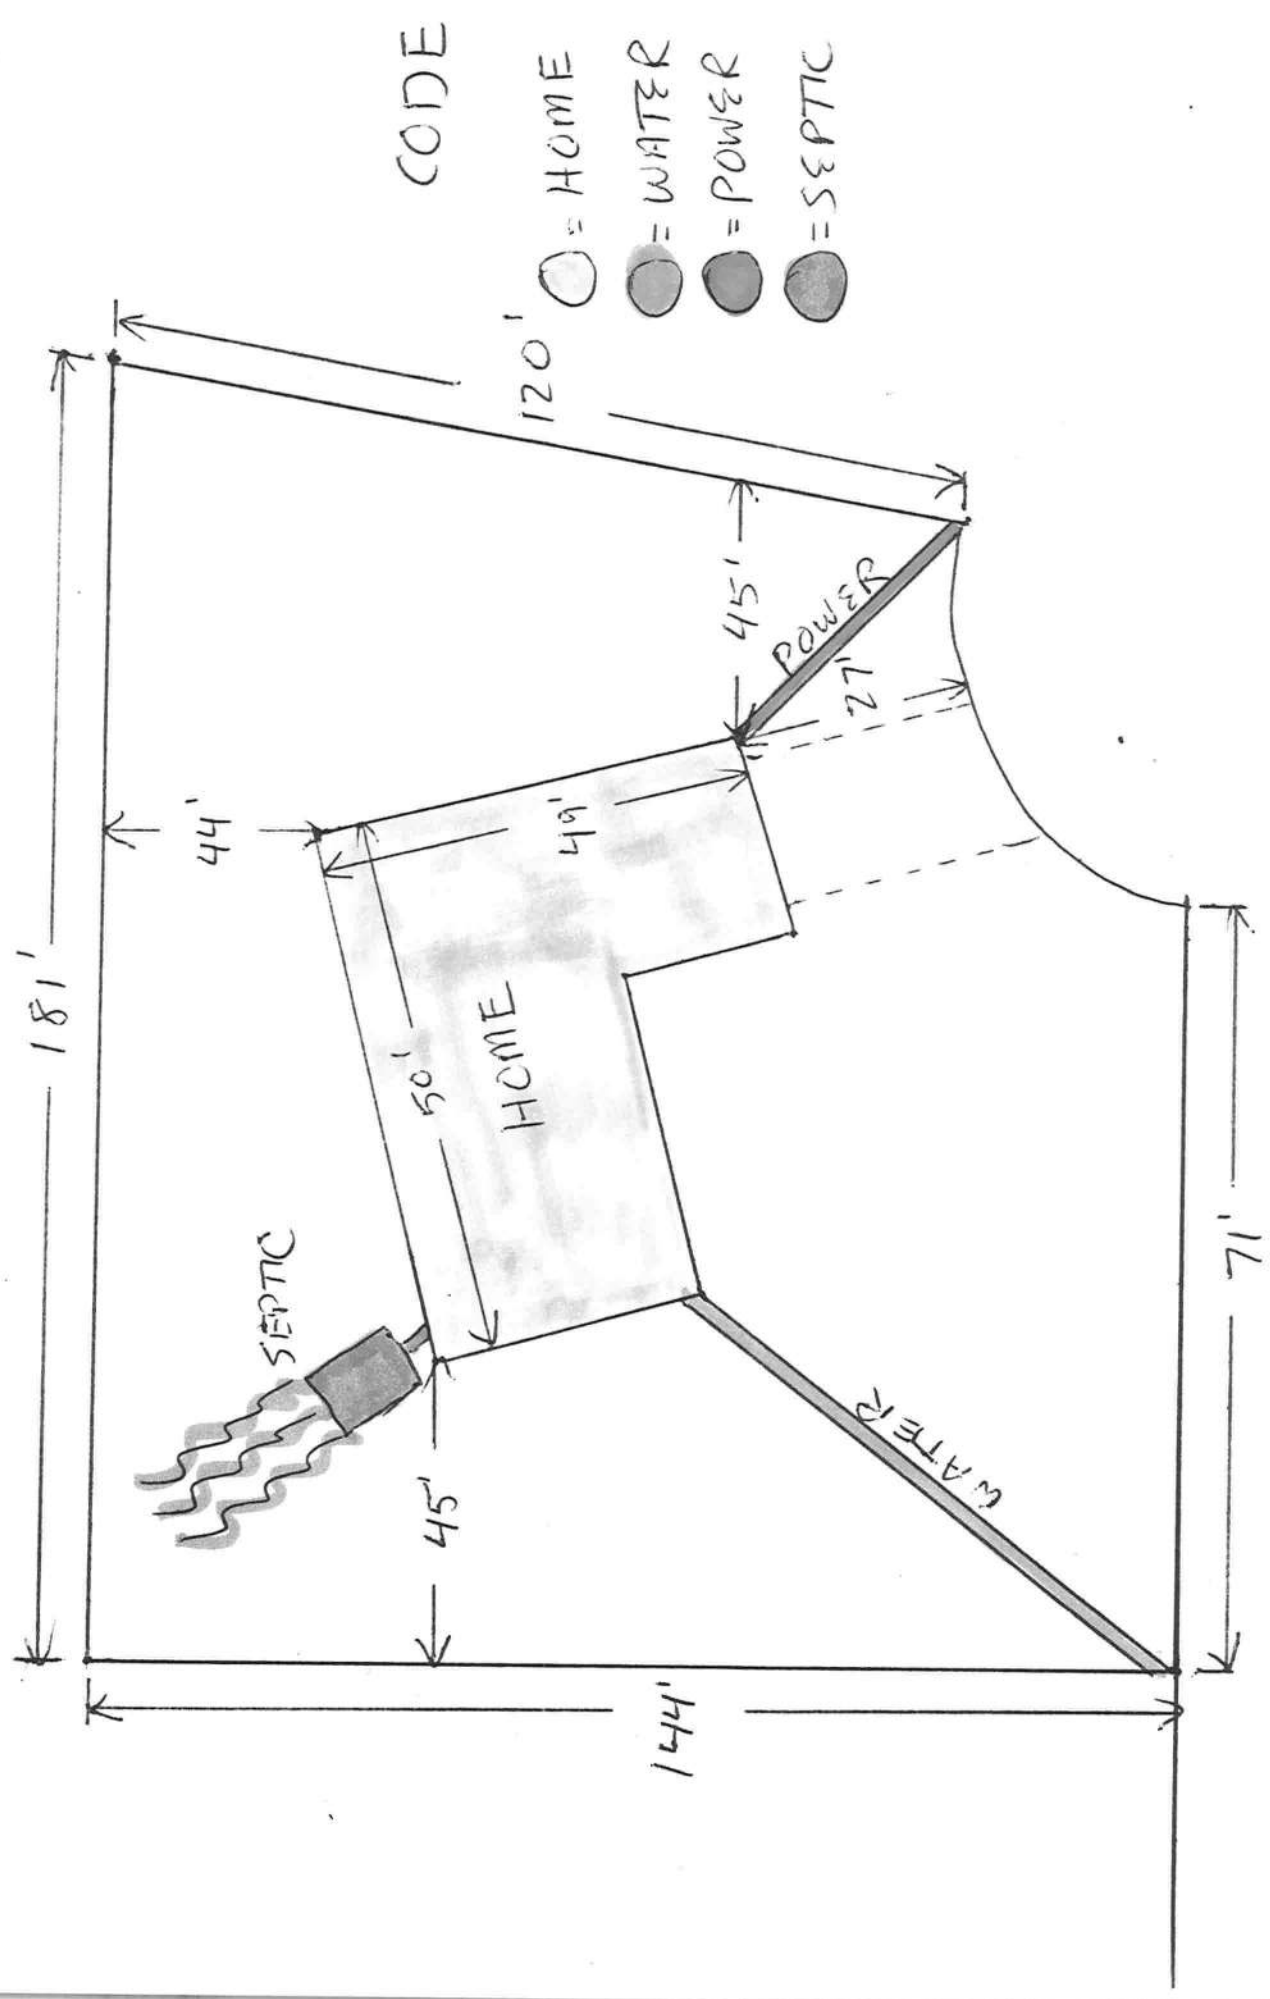 181'
44'
120'
CODE
= HOME
= WATER
= POWER
= SEPTIC
SEPTIC
50'
49'
HOME
45'
POWER
27'
45'
WATER
144'
71'